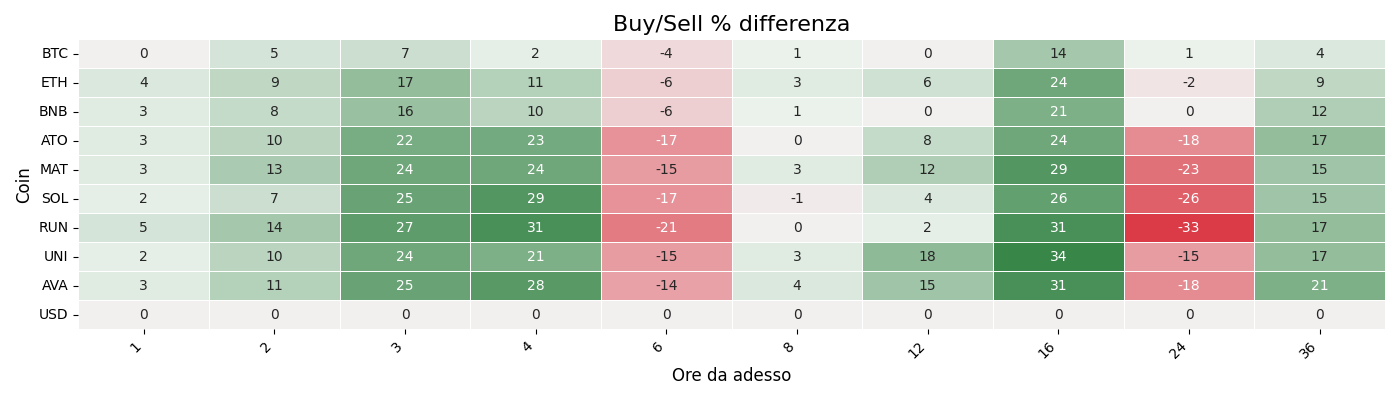 Buy/Sell % differenza
Coin
BTC 0 5 7 2 -4 1 0 14 1 4
ETH 4 9 17 11 -6 3 6 24 -2 9
BNB 3 8 16 10 -6 1 0 21 0 12
ATO 3 10 22 23 -17 0 8 24 -18 17
MAT 3 13 24 24 -15 3 12 29 -23 15
SOL 2 7 25 29 -17 -1 4 26 -26 15
RUN 5 14 27 31 -21 0 2 31 -33 17
UNI 2 10 24 21 -15 3 18 34 -15 17
AVA 3 11 25 28 -14 4 15 31 -18 21
USD 0 0 0 0 0 0 0 0 0 0
1 2 3 4 6 8 12 16 24 36
Ore da adesso